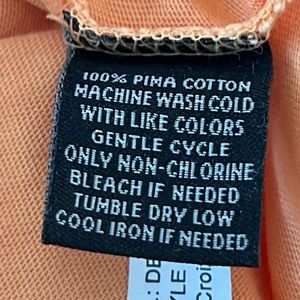 100% PIMA COTTON
MACHINE WASH COLD
WITH LIKE COLORS
GENTLE CYCLE
ONLY NON-CHLORINE
BLEACH IF NEEDED
TUMBLE DRY LOW
COOL IRON IF NEEDED